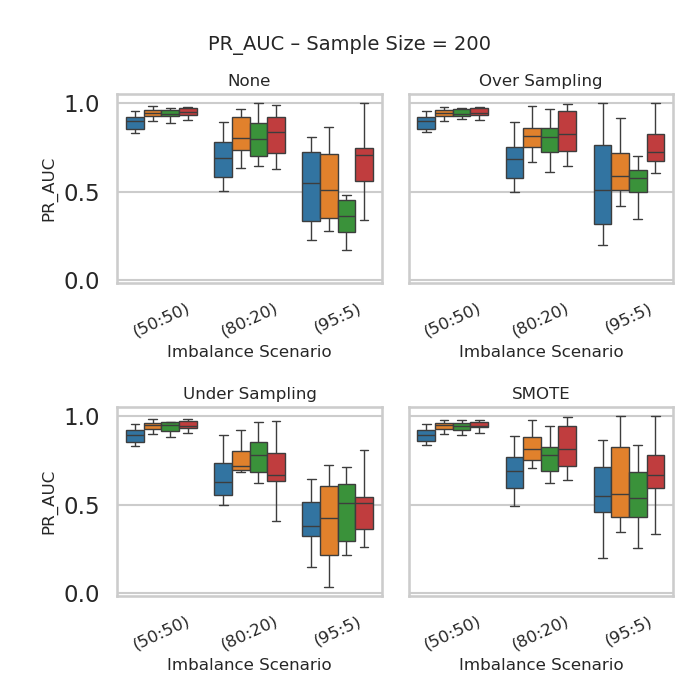 PR_AUC – Sample Size = 200
None
Over Sampling
PR_AUC
1.0
0.5
0.0
(50:50)
(80:20)
(95:5)
(50:50)
(80:20)
(95:5)
Imbalance Scenario
Imbalance Scenario
Under Sampling
SMOTE
PR_AUC
1.0
0.5
0.0
(50:50)
(80:20)
(95:5)
(50:50)
(80:20)
(95:5)
Imbalance Scenario
Imbalance Scenario